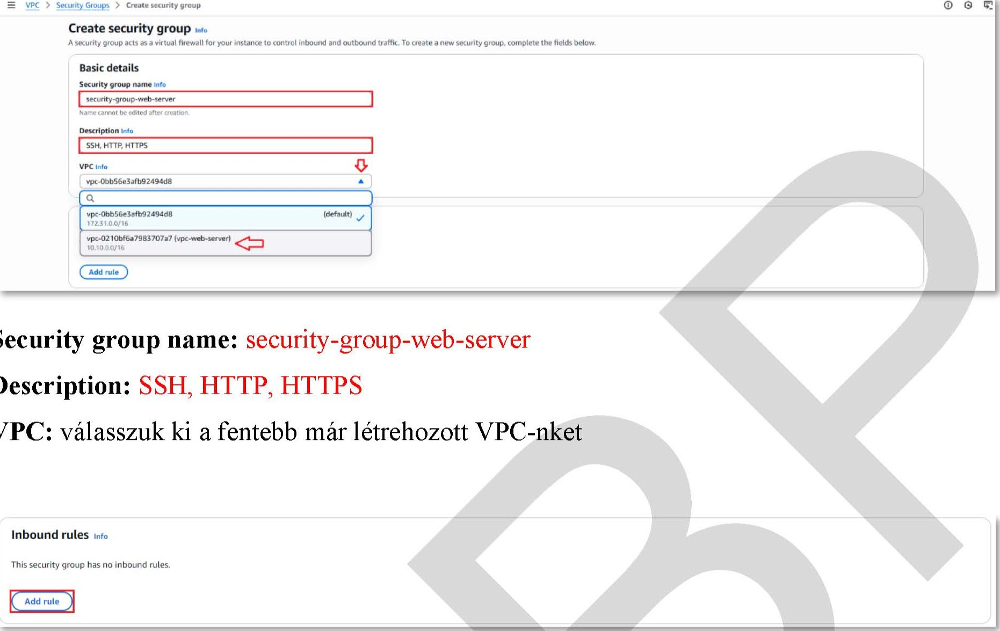 VPC > Security Groups > Create security group
Create security group Info
A security group acts as a virtual firewall for your instance to control inbound and outbound traffic. To create a new security group, complete the fields below.
Basic details
Security group name Info
security-group-web-server
Name cannot be edited after creation.
Description Info
SSH, HTTP, HTTPS
VPC Info
vpc-0bb56e3afb92494d8
vpc-0bb56e3afb92494d8 (default)
172.31.0.0/16
vpc-0210bf6a7983707a7 (vpc-web-server)
10.10.0.0/16
Add rule
Security group name: security-group-web-server
Description: SSH, HTTP, HTTPS
VPC: válasszuk ki a fentebb már létrehozott VPC-nket
Inbound rules Info
This security group has no inbound rules.
Add rule
BP